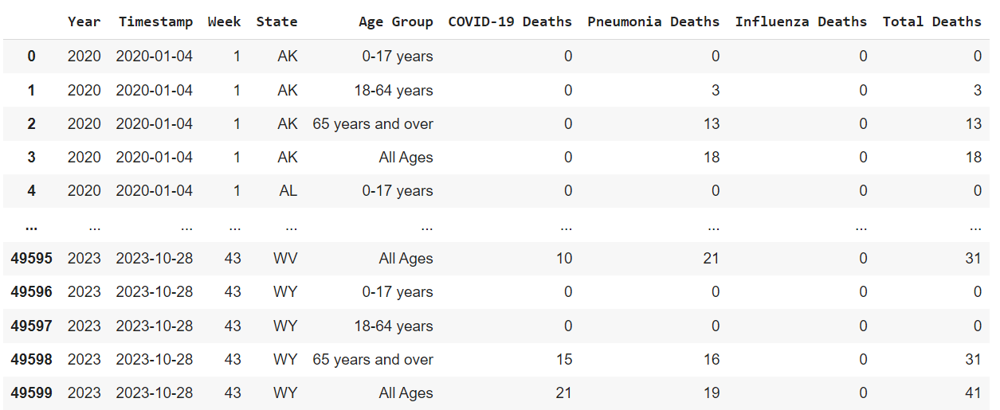 Year Timestamp Week State Age Group COVID-19 Deaths Pneumonia Deaths Influenza Deaths Total Deaths
0 2020 2020-01-04 1 AK 0-17 years 0 0 0 0
1 2020 2020-01-04 1 AK 18-64 years 0 3 0 3
2 2020 2020-01-04 1 AK 65 years and over 0 13 0 13
3 2020 2020-01-04 1 AK All Ages 0 18 0 18
4 2020 2020-01-04 1 AL 0-17 years 0 0 0 0
... ... ... ... ... ... ... ... ... ...
49595 2023 2023-10-28 43 WV All Ages 10 21 0 31
49596 2023 2023-10-28 43 WY 0-17 years 0 0 0 0
49597 2023 2023-10-28 43 WY 18-64 years 0 0 0 0
49598 2023 2023-10-28 43 WY 65 years and over 15 16 0 31
49599 2023 2023-10-28 43 WY All Ages 21 19 0 41